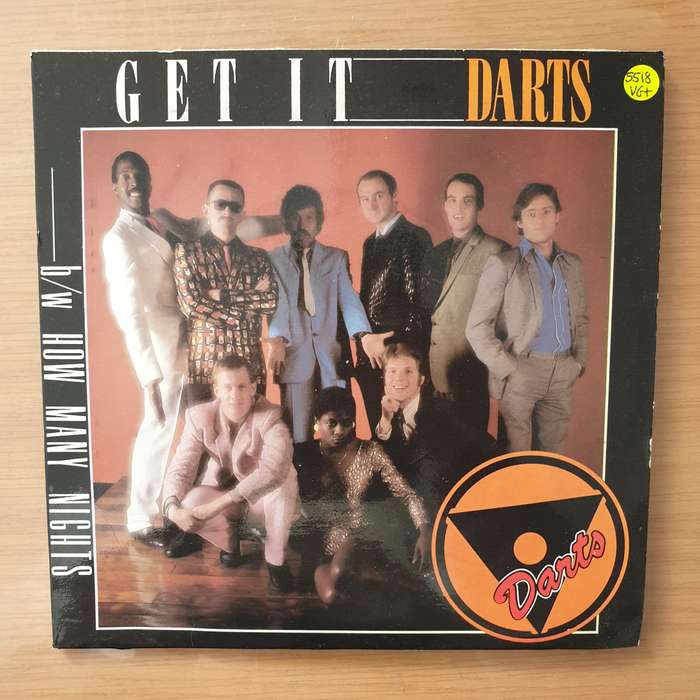 GET IT DARTS
5518
VG+
b/w HOW MANY NIGHTS
Darts